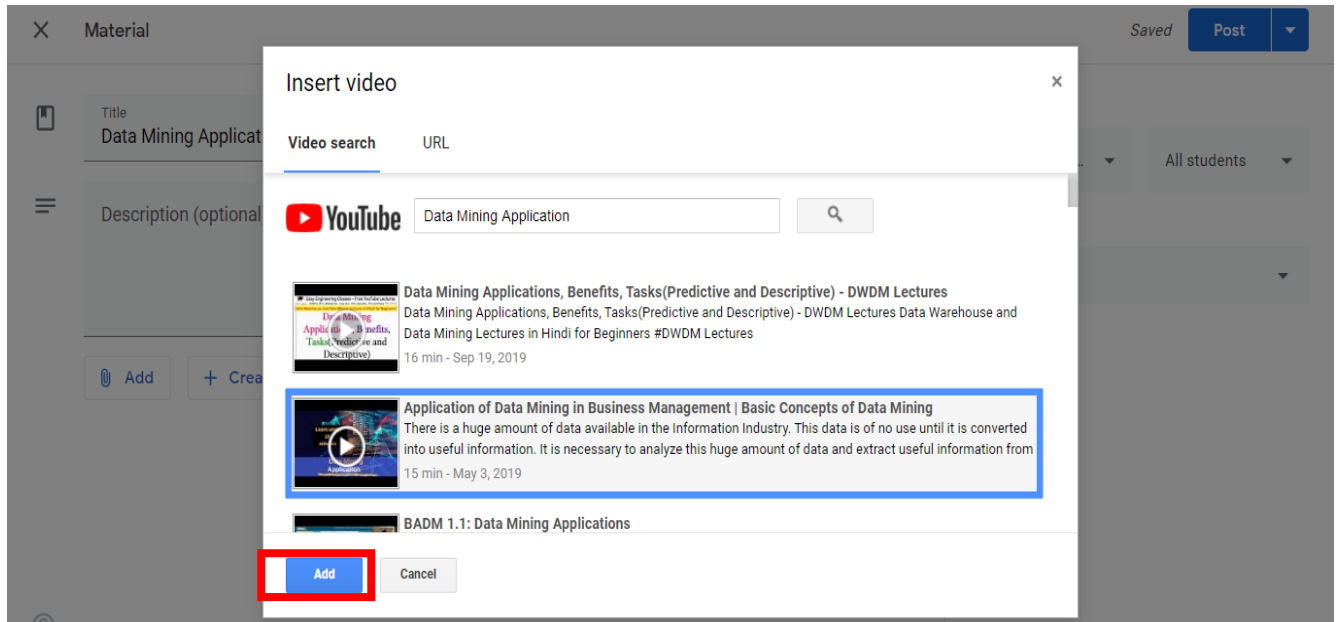 Material
Saved
Post
Title
Data Mining Applicat
Description (optional
Add
+ Crea
All students
Insert video
×
Video search
URL
YouTube
Data Mining Application
Data Mining Applications, Benefits, Tasks(Predictive and Descriptive) - DWDM Lectures
Data Mining Applications, Benefits, Tasks(Predictive and Descriptive) - DWDM Lectures Data Warehouse and
Data Mining Lectures in Hindi for Beginners #DWDM Lectures
16 min - Sep 19, 2019
Data Mining
Benefits,
Descriptive)
Application of Data Mining in Business Management | Basic Concepts of Data Mining
There is a huge amount of data available in the Information Industry. This data is of no use until it is converted
into useful information. It is necessary to analyze this huge amount of data and extract useful information from
15 min - May 3, 2019
BADM 1.1: Data Mining Applications
Add
Cancel